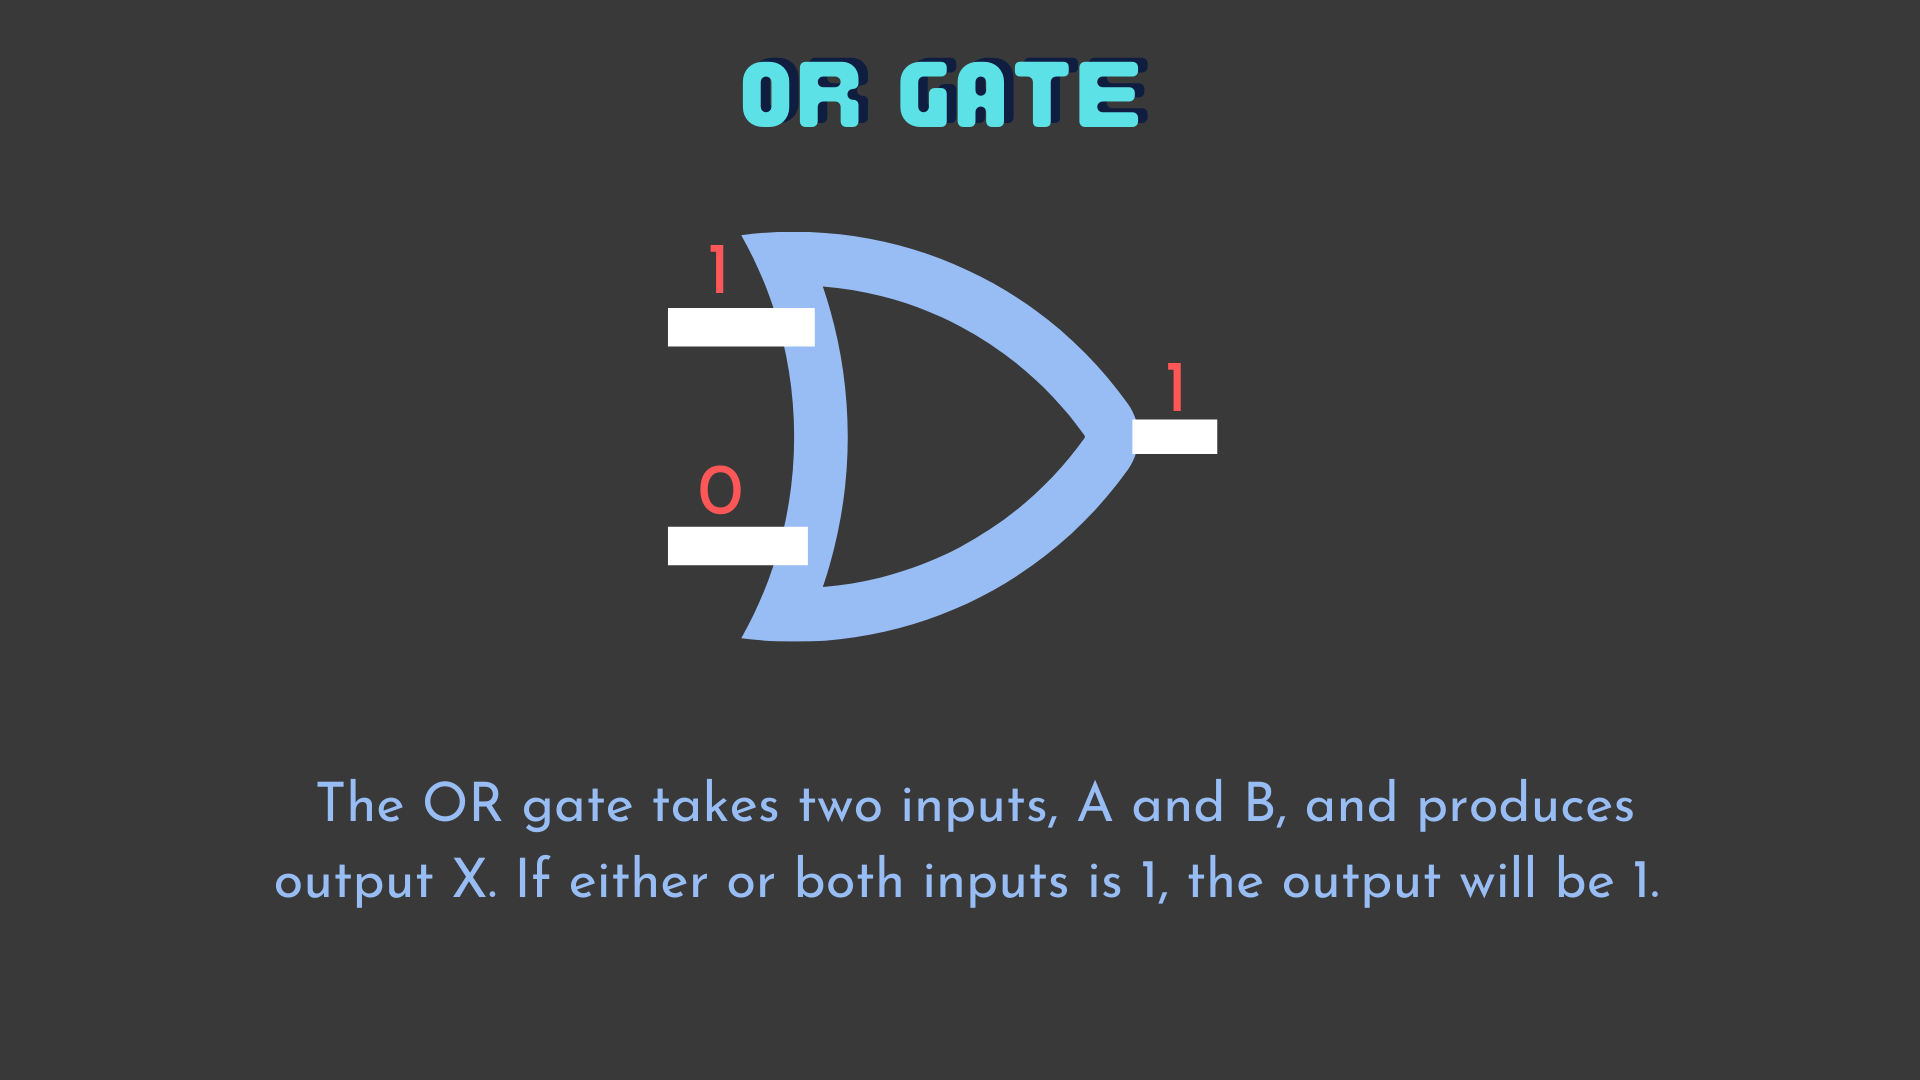 OR GATE
1
1
0
The OR gate takes two inputs, A and B, and produces
output X. If either or both inputs is 1, the output will be 1.